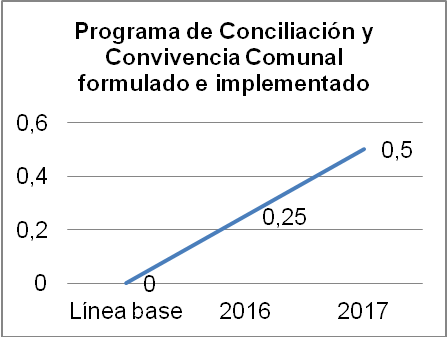 Programa de Conciliación y
Convivencia Comunal
formulado e implementado
0,6
0,4
0,2
0
0
0,25
0,5
Línea base
2016
2017